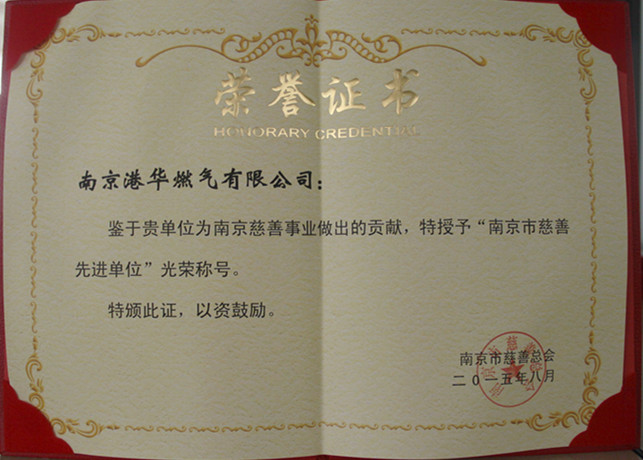 荣誉证书
HONORARY CREDENTIAL
南京港华燃气有限公司：
鉴于贵单位为南京慈善事业做出的贡献，特授予“南京市慈善
先进单位”光荣称号。
特颁此证，以资鼓励。
南京市慈善总会
二0一五年八月